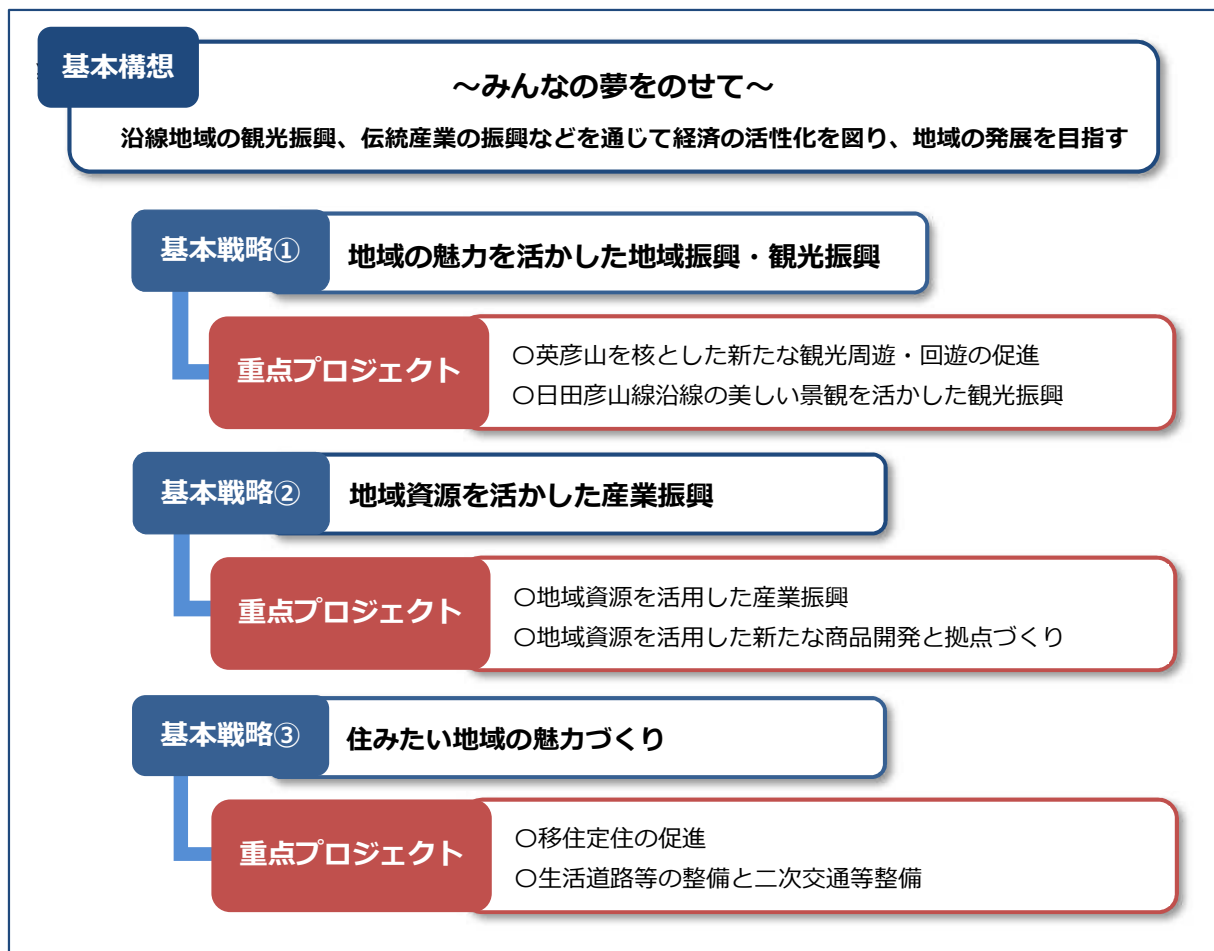 基本構想
～みんなの夢をのせて～
沿線地域の観光振興、伝統産業の振興などを通じて経済の活性化を図り、地域の発展を目指す
基本戦略①
地域の魅力を活かした地域振興・観光振興
重点プロジェクト
○英彦山を核とした新たな観光周遊・回遊の促進
○日田彦山線沿線の美しい景観を活かした観光振興
基本戦略②
地域資源を活かした産業振興
重点プロジェクト
○地域資源を活用した産業振興
○地域資源を活用した新たな商品開発と拠点づくり
基本戦略③
住みたい地域の魅力づくり
重点プロジェクト
○移住定住の促進
○生活道路等の整備と二次交通等整備